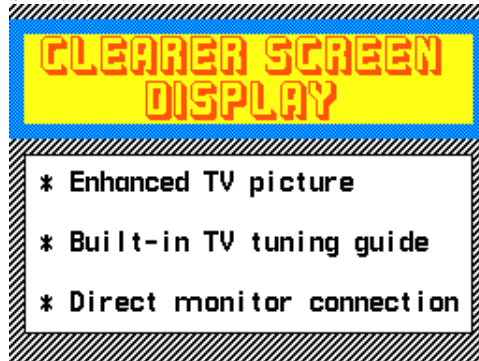 CLEARER SCREEN
DISPLAY
* Enhanced TV picture
* Built-in TV tuning guide
* Direct monitor connection